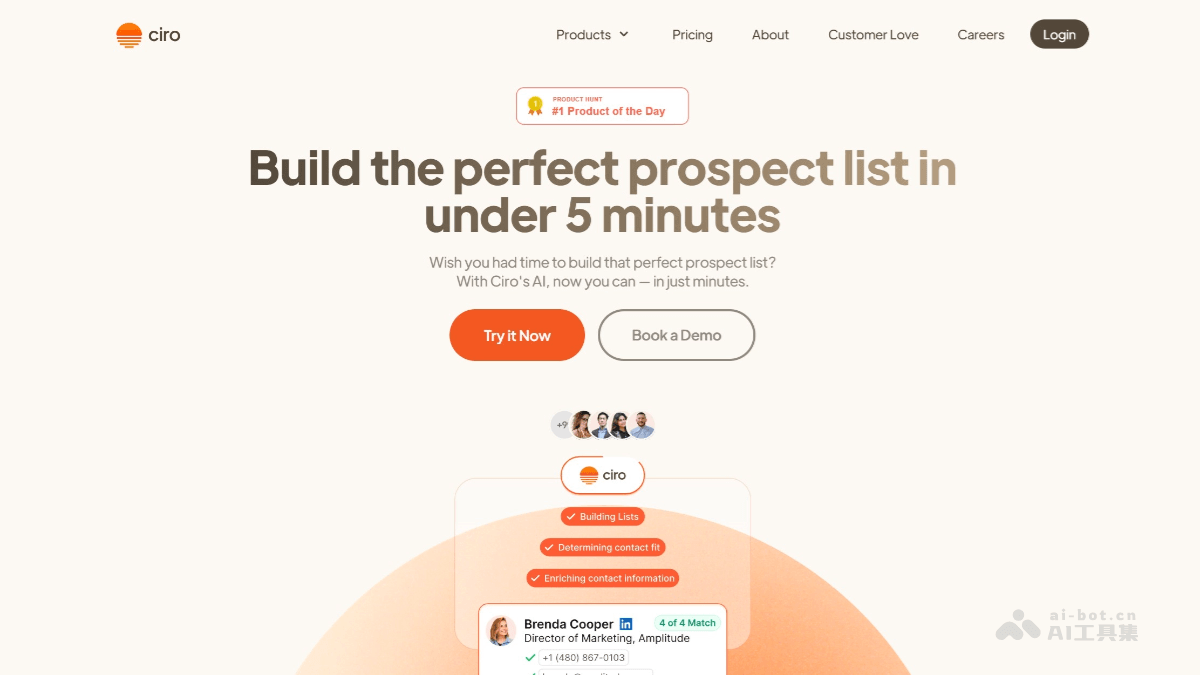 ciro
Products
Pricing
About
Customer Love
Careers
Login
1
PRODUCT HUNT
#1 Product of the Day
Build the perfect prospect list in
under 5 minutes
Wish you had time to build that perfect prospect list?
With Ciro's AI, now you can — in just minutes.
Try it Now
Book a Demo
+9
ciro
Building Lists
Determining contact fit
Enriching contact information
Brenda Cooper
in
4 of 4 Match
Director of Marketing, Amplitude
+1 (480) 867-0103
ai-bot.cn
AI工具集